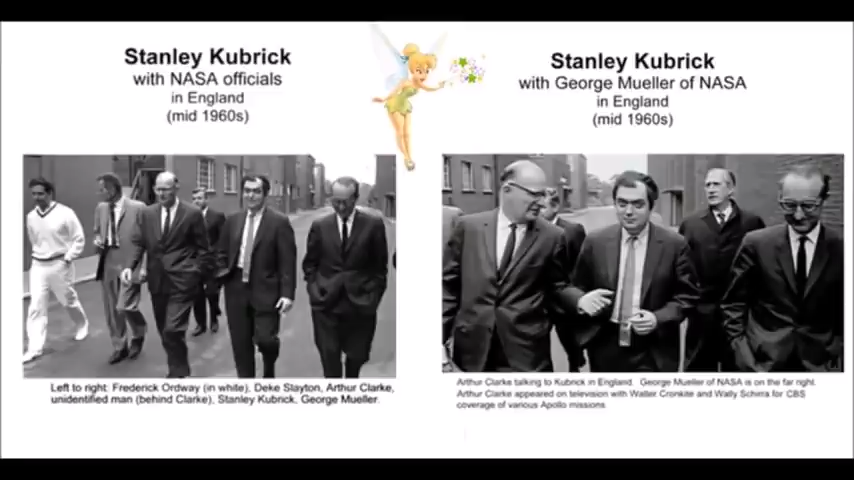 Stanley Kubrick
with NASA officials
in England
(mid 1960s)
Left to right: Frederick Ordway (in white), Deke Slayton, Arthur Clarke,
unidentified man (behind Clarke), Stanley Kubrick, George Mueller.
Stanley Kubrick
with George Mueller of NASA
in England
(mid 1960s)
Arthur Clarke talking to Kubrick in England. George Mueller of NASA is on the far right.
Arthur Clarke appeared on television with Walter Cronkite and Wally Schirra for CBS
coverage of various Apollo missions